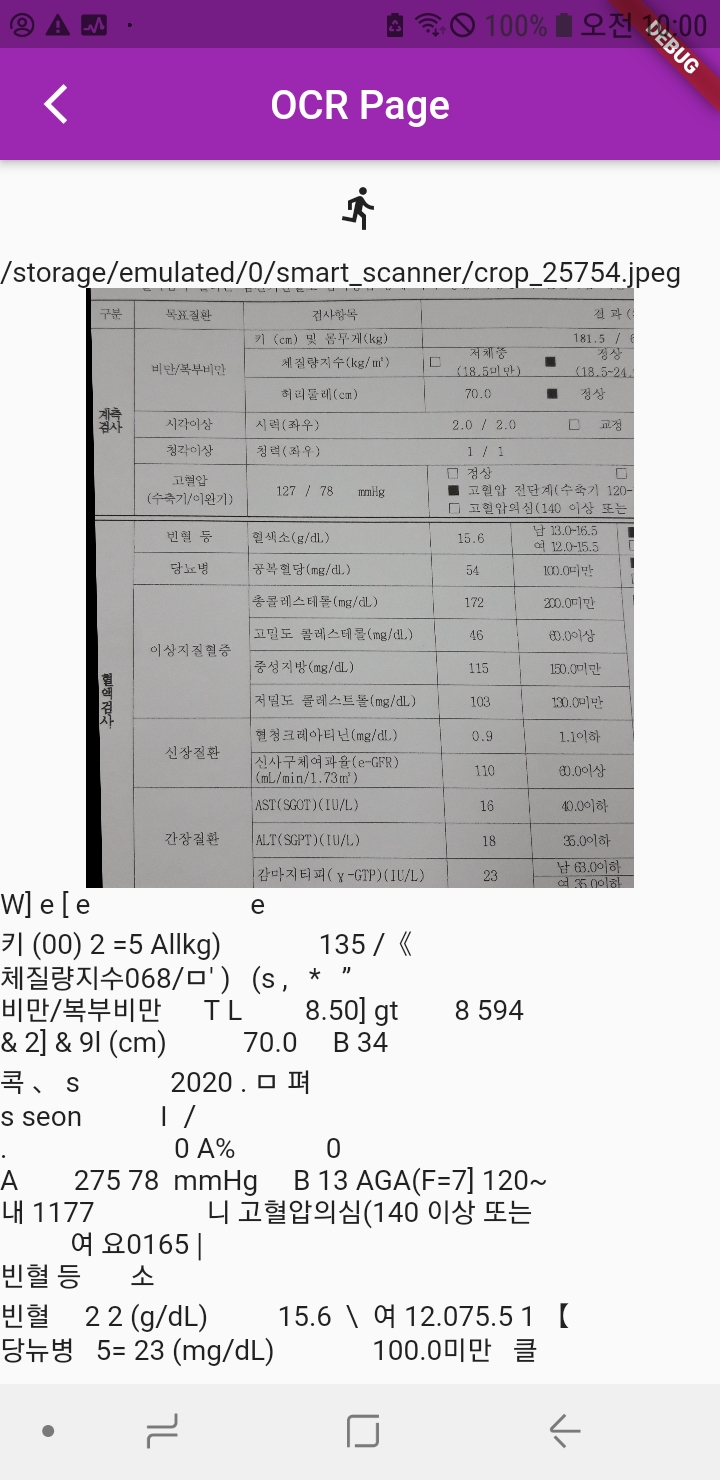 100% 오전 10:00
DEBUG
OCR Page
/storage/emulated/0/smart_scanner/crop_25754.jpeg
구분 목표질환 검사항목 결 과 (
키 (cm) 및 몸무게(kg) 181.5 / 6
비만/복부비만 체질량지수(kg/㎡) □ 저체중 (18.5미만) ■ 정상 (18.5-24.
허리둘레(cm) 70.0 ■ 정상
계측검사
시각이상 시력(좌우) 2.0 / 2.0 □ 교정
청각이상 청력(좌우) 1 / 1
고혈압 (수축기/이완기) 127 / 78 mmHg
□ 정상 □
■ 고혈압 전단계(수축기 120-
□ 고혈압의심(140 이상 또는
빈혈 등 혈색소(g/dL) 15.6 남 13.0-16.5 여 12.0-15.5
당뇨병 공복혈당(mg/dL) 54 100.0미만
총콜레스테롤(mg/dL) 172 200.0미만
고밀도 콜레스테롤(mg/dL) 46 60.0이상
이상지질혈증
중성지방(mg/dL) 115 150.0미만
혈액검사
저밀도 콜레스트롤(mg/dL) 103 130.0미만
신장질환 혈청크레아티닌(mg/dL) 0.9 1.1이하
신사구체여과율(e-GFR) (mL/min/1.73㎡) 110 60.0이상
AST(SGOT)(IU/L) 16 40.0이하
간장질환 ALT(SGPT)(IU/L) 18 35.0이하
감마지티피(γ-GTP)(IU/L) 23 남 63.0이하 여 35.0이하
W] e [ e e
키 (00) 2 =5 Allkg) 135 /《
체질량지수068/ㅁ' ) (s , * ”
비만/복부비만 T L 8.50] gt 8 594
& 2] & 9l (cm) 70.0 B 34
콕 、 s 2020 . ㅁ 펴
s seon l /
. 0 A% 0
A 275 78 mmHg B 13 AGA(F=7] 120~
내 1177 니 고혈압의심(140 이상 또는
여 요0165 |
빈혈 등 소
빈혈 2 2 (g/dL) 15.6 \ 여 12.075.5 1 【
당뉴병 5= 23 (mg/dL) 100.0미만 클